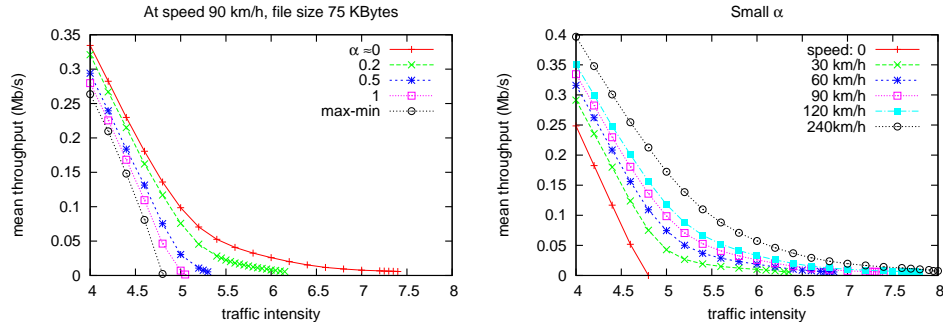 At speed 90 km/h, file size 75 KBytes
mean throughput (Mb/s)
0.35
0.3
0.25
0.2
0.15
0.1
0.05
0
α ≈0
0.2
0.5
1
max-min
4 4.5 5 5.5 6 6.5 7 7.5 8
traffic intensity
Small α
mean throughput (Mb/s)
0.4
0.35
0.3
0.25
0.2
0.15
0.1
0.05
0
speed: 0
30 km/h
60 km/h
90 km/h
120 km/h
240km/h
4 4.5 5 5.5 6 6.5 7 7.5 8
traffic intensity